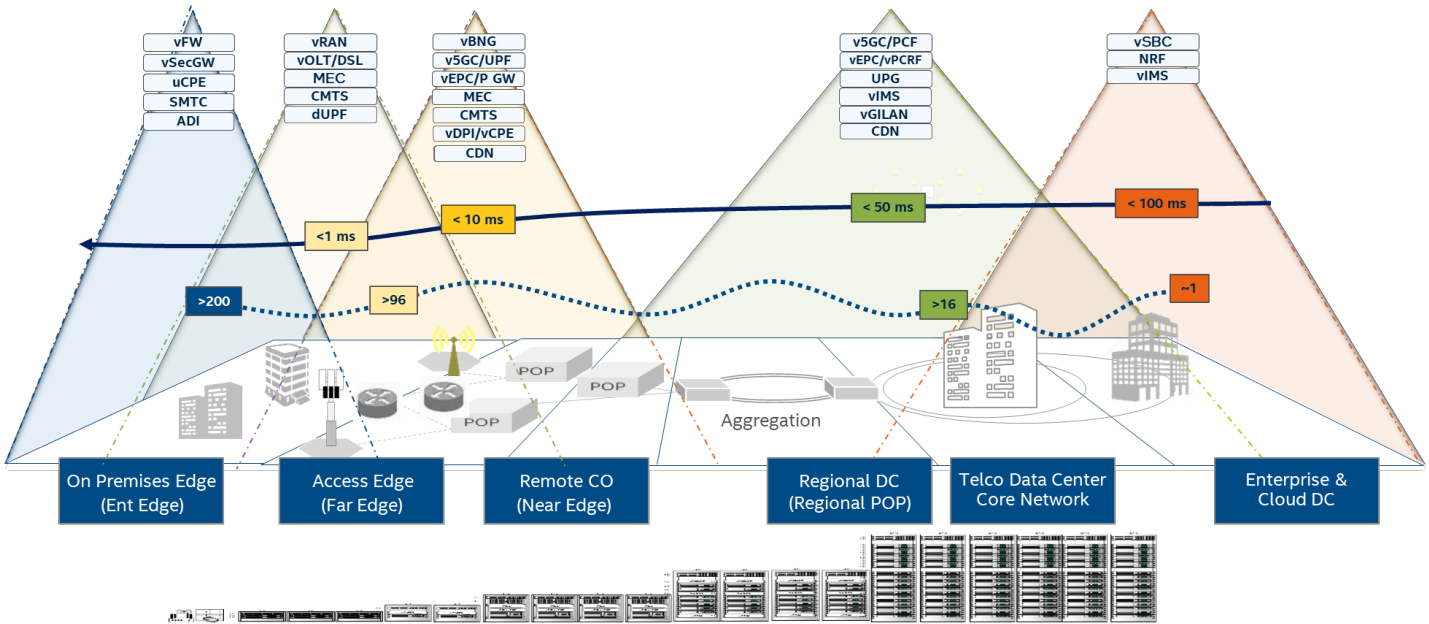 vFW
vSecGW
uCPE
SMTC
ADI
vRAN
vOLT/DSL
MEC
CMTS
dUPF
vBNG
v5GC/UPF
vEPC/P GW
MEC
CMTS
vDPI/vCPE
CDN
v5GC/PCF
vEPC/vPCRF
UPG
vIMS
vGILAN
CDN
vSBC
NRF
vIMS
<1 ms
< 10 ms
< 50 ms
< 100 ms
>200
>96
>16
~1
POP
POP
POP
Aggregation
On Premises Edge
(Ent Edge)
Access Edge
(Far Edge)
Remote CO
(Near Edge)
Regional DC
(Regional POP)
Telco Data Center
Core Network
Enterprise &
Cloud DC